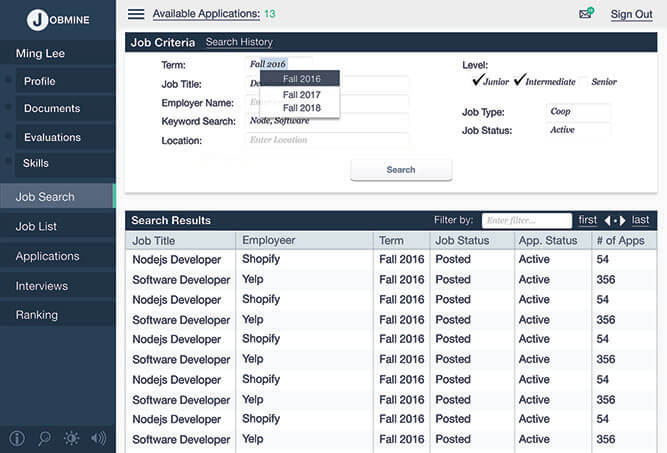 JOBMINE
Available Applications: 13
Sign Out
Ming Lee
Profile
Documents
Evaluations
Skills
Job Search
Job List
Applications
Interviews
Ranking
Job Criteria Search History
Term: Fall 2016
Fall 2016
Fall 2017
Fall 2018
Job Title:
Employer Name:
Keyword Search: Node, Software
Location: Enter Location
Level:
Junior Intermediate Senior
Job Type: Coop
Job Status: Active
Search
Search Results Filter by: Enter filter... first last
Job Title Employeer Term Job Status App. Status # of Apps
Nodejs Developer Shopify Fall 2016 Posted Active 54
Software Developer Yelp Fall 2016 Posted Active 356
Nodejs Developer Shopify Fall 2016 Posted Active 54
Software Developer Yelp Fall 2016 Posted Active 356
Nodejs Developer Shopify Fall 2016 Posted Active 54
Software Developer Yelp Fall 2016 Posted Active 356
Nodejs Developer Shopify Fall 2016 Posted Active 54
Software Developer Yelp Fall 2016 Posted Active 356
Nodejs Developer Shopify Fall 2016 Posted Active 54
Software Developer Yelp Fall 2016 Posted Active 356